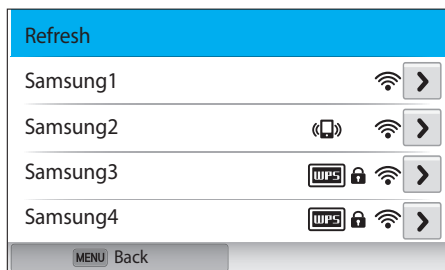 Refresh
Samsung1
Samsung2
Samsung3 WPS
Samsung4 WPS
MENU Back